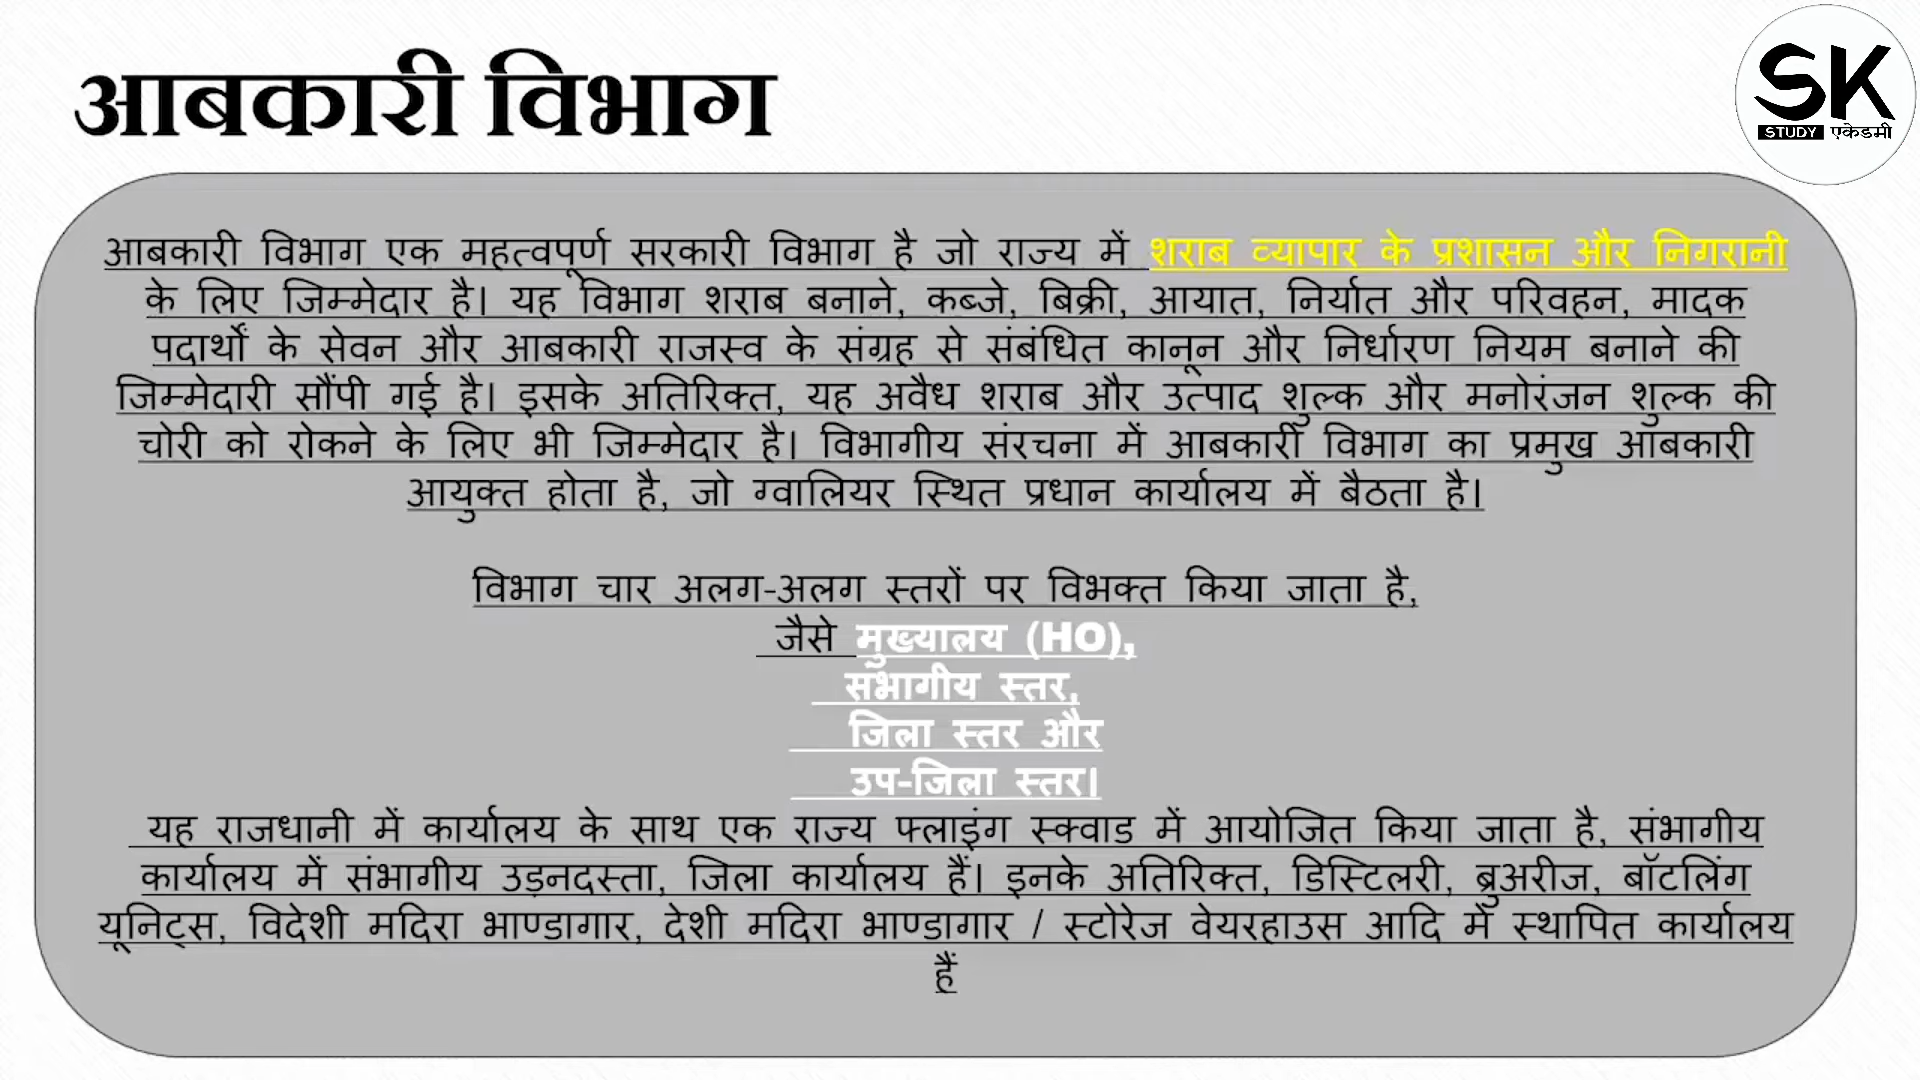 आबकारी विभाग
SK
STUDY एकेडमी
आबकारी विभाग एक महत्वपूर्ण सरकारी विभाग है जो राज्य में शराब व्यापार के प्रशासन और निगरानी
के लिए जिम्मेदार है। यह विभाग शराब बनाने, कब्जे, बिक्री, आयात, निर्यात और परिवहन, मादक
पदार्थों के सेवन और आबकारी राजस्व के संग्रह से संबंधित कानून और निर्धारण नियम बनाने की
जिम्मेदारी सौंपी गई है। इसके अतिरिक्त, यह अवैध शराब और उत्पाद शुल्क और मनोरंजन शुल्क की
चोरी को रोकने के लिए भी जिम्मेदार है। विभागीय संरचना में आबकारी विभाग का प्रमुख आबकारी
आयुक्त होता है, जो ग्वालियर स्थित प्रधान कार्यालय में बैठता है।
विभाग चार अलग-अलग स्तरों पर विभक्त किया जाता है,
जैसे मुख्यालय (HO),
संभागीय स्तर,
जिला स्तर और
उप-जिला स्तर।
यह राजधानी में कार्यालय के साथ एक राज्य फ्लाइंग स्क्वाड में आयोजित किया जाता है, संभागीय
कार्यालय में संभागीय उड़नदस्ता, जिला कार्यालय हैं। इनके अतिरिक्त, डिस्टिलरी, ब्रुअरीज, बॉटलिंग
यूनिट्स, विदेशी मदिरा भाण्डागार, देशी मदिरा भाण्डागार / स्टोरेज वेयरहाउस आदि में स्थापित कार्यालय
हैं